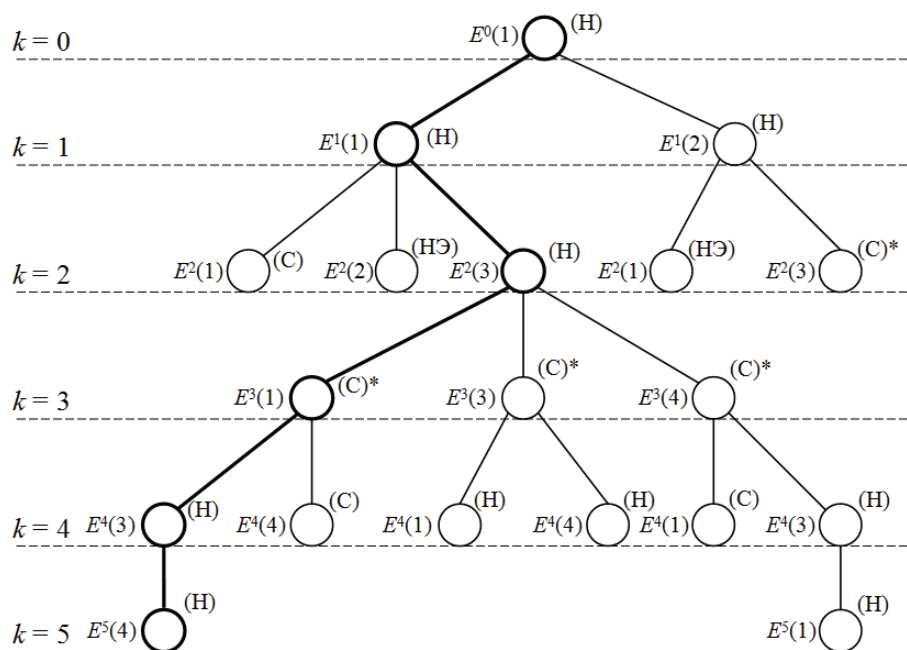 k = 0 E⁰(1) (Н)
k = 1 E¹(1) (Н) E¹(2) (Н)
k = 2 E²(1) (С) E²(2) (НЭ) E²(3) (Н) E²(1) (НЭ) E²(3) (С)*
k = 3 E³(1) (С)* E³(3) (С)* E³(4) (С)*
k = 4 E⁴(3) (Н) E⁴(4) (С) E⁴(1) (Н) E⁴(4) (Н) E⁴(1) (С) E⁴(3) (Н)
k = 5 E⁵(4) (Н) E⁵(1) (Н)